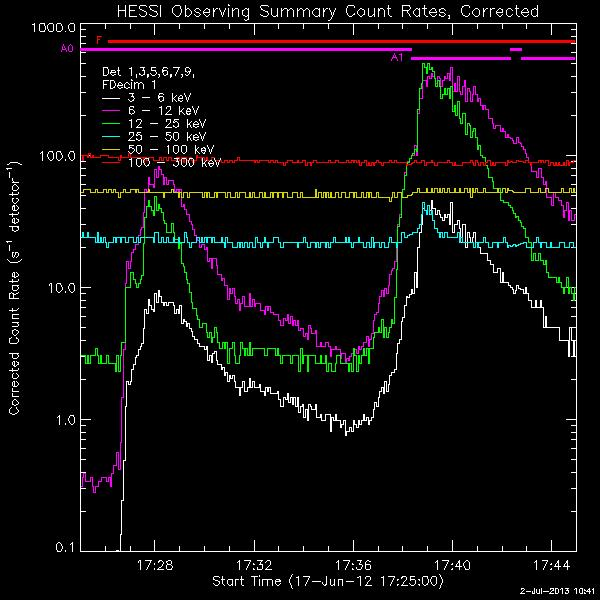 HESSI Observing Summary Count Rates, Corrected
1000.0
F
A0
A1
Det 1,3,5,6,7,9,
FDecim 1
3 - 6 keV
6 - 12 keV
12 - 25 keV
25 - 50 keV
50 - 100 keV
100 - 300 keV
100.0
10.0
1.0
0.1
Corrected Count Rate (s⁻¹ detector⁻¹)
17:28 17:32 17:36 17:40 17:44
Start Time (17-Jun-12 17:25:00)
2-Jul-2013 10:41